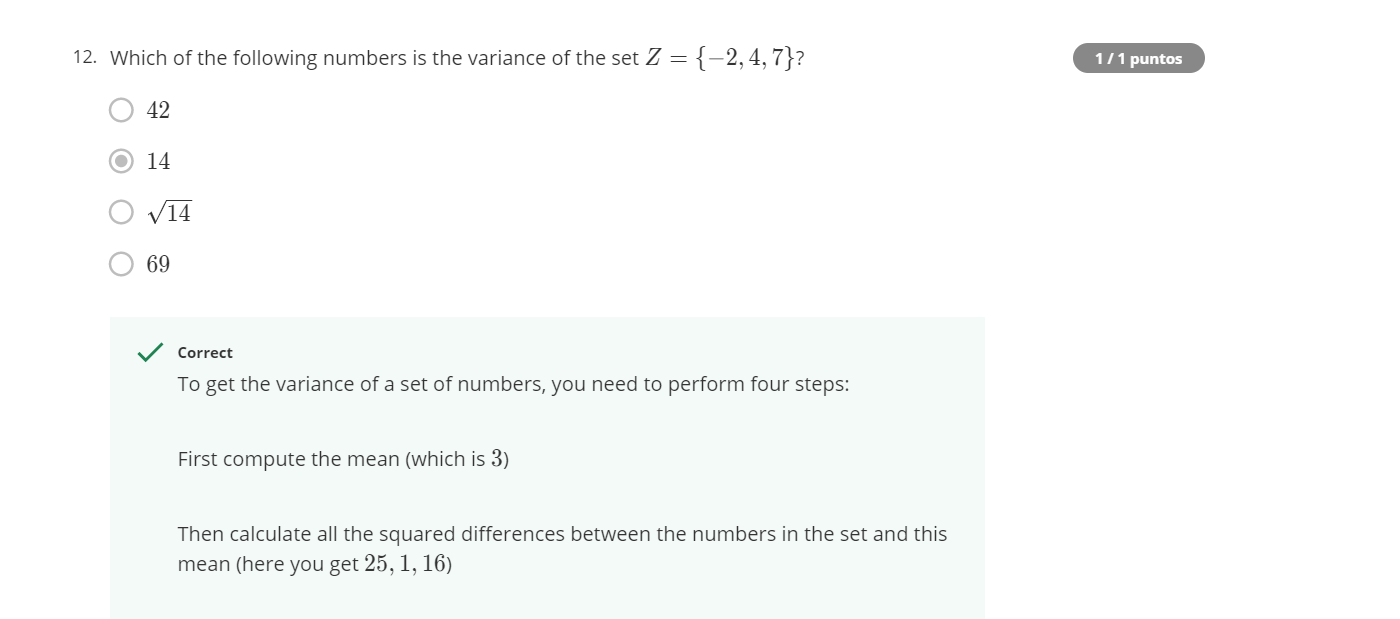 12. Which of the following numbers is the variance of the set Z = {−2, 4, 7}?
1 / 1 puntos
42
14
√14
69
Correct
To get the variance of a set of numbers, you need to perform four steps:
First compute the mean (which is 3)
Then calculate all the squared differences between the numbers in the set and this
mean (here you get 25, 1, 16)